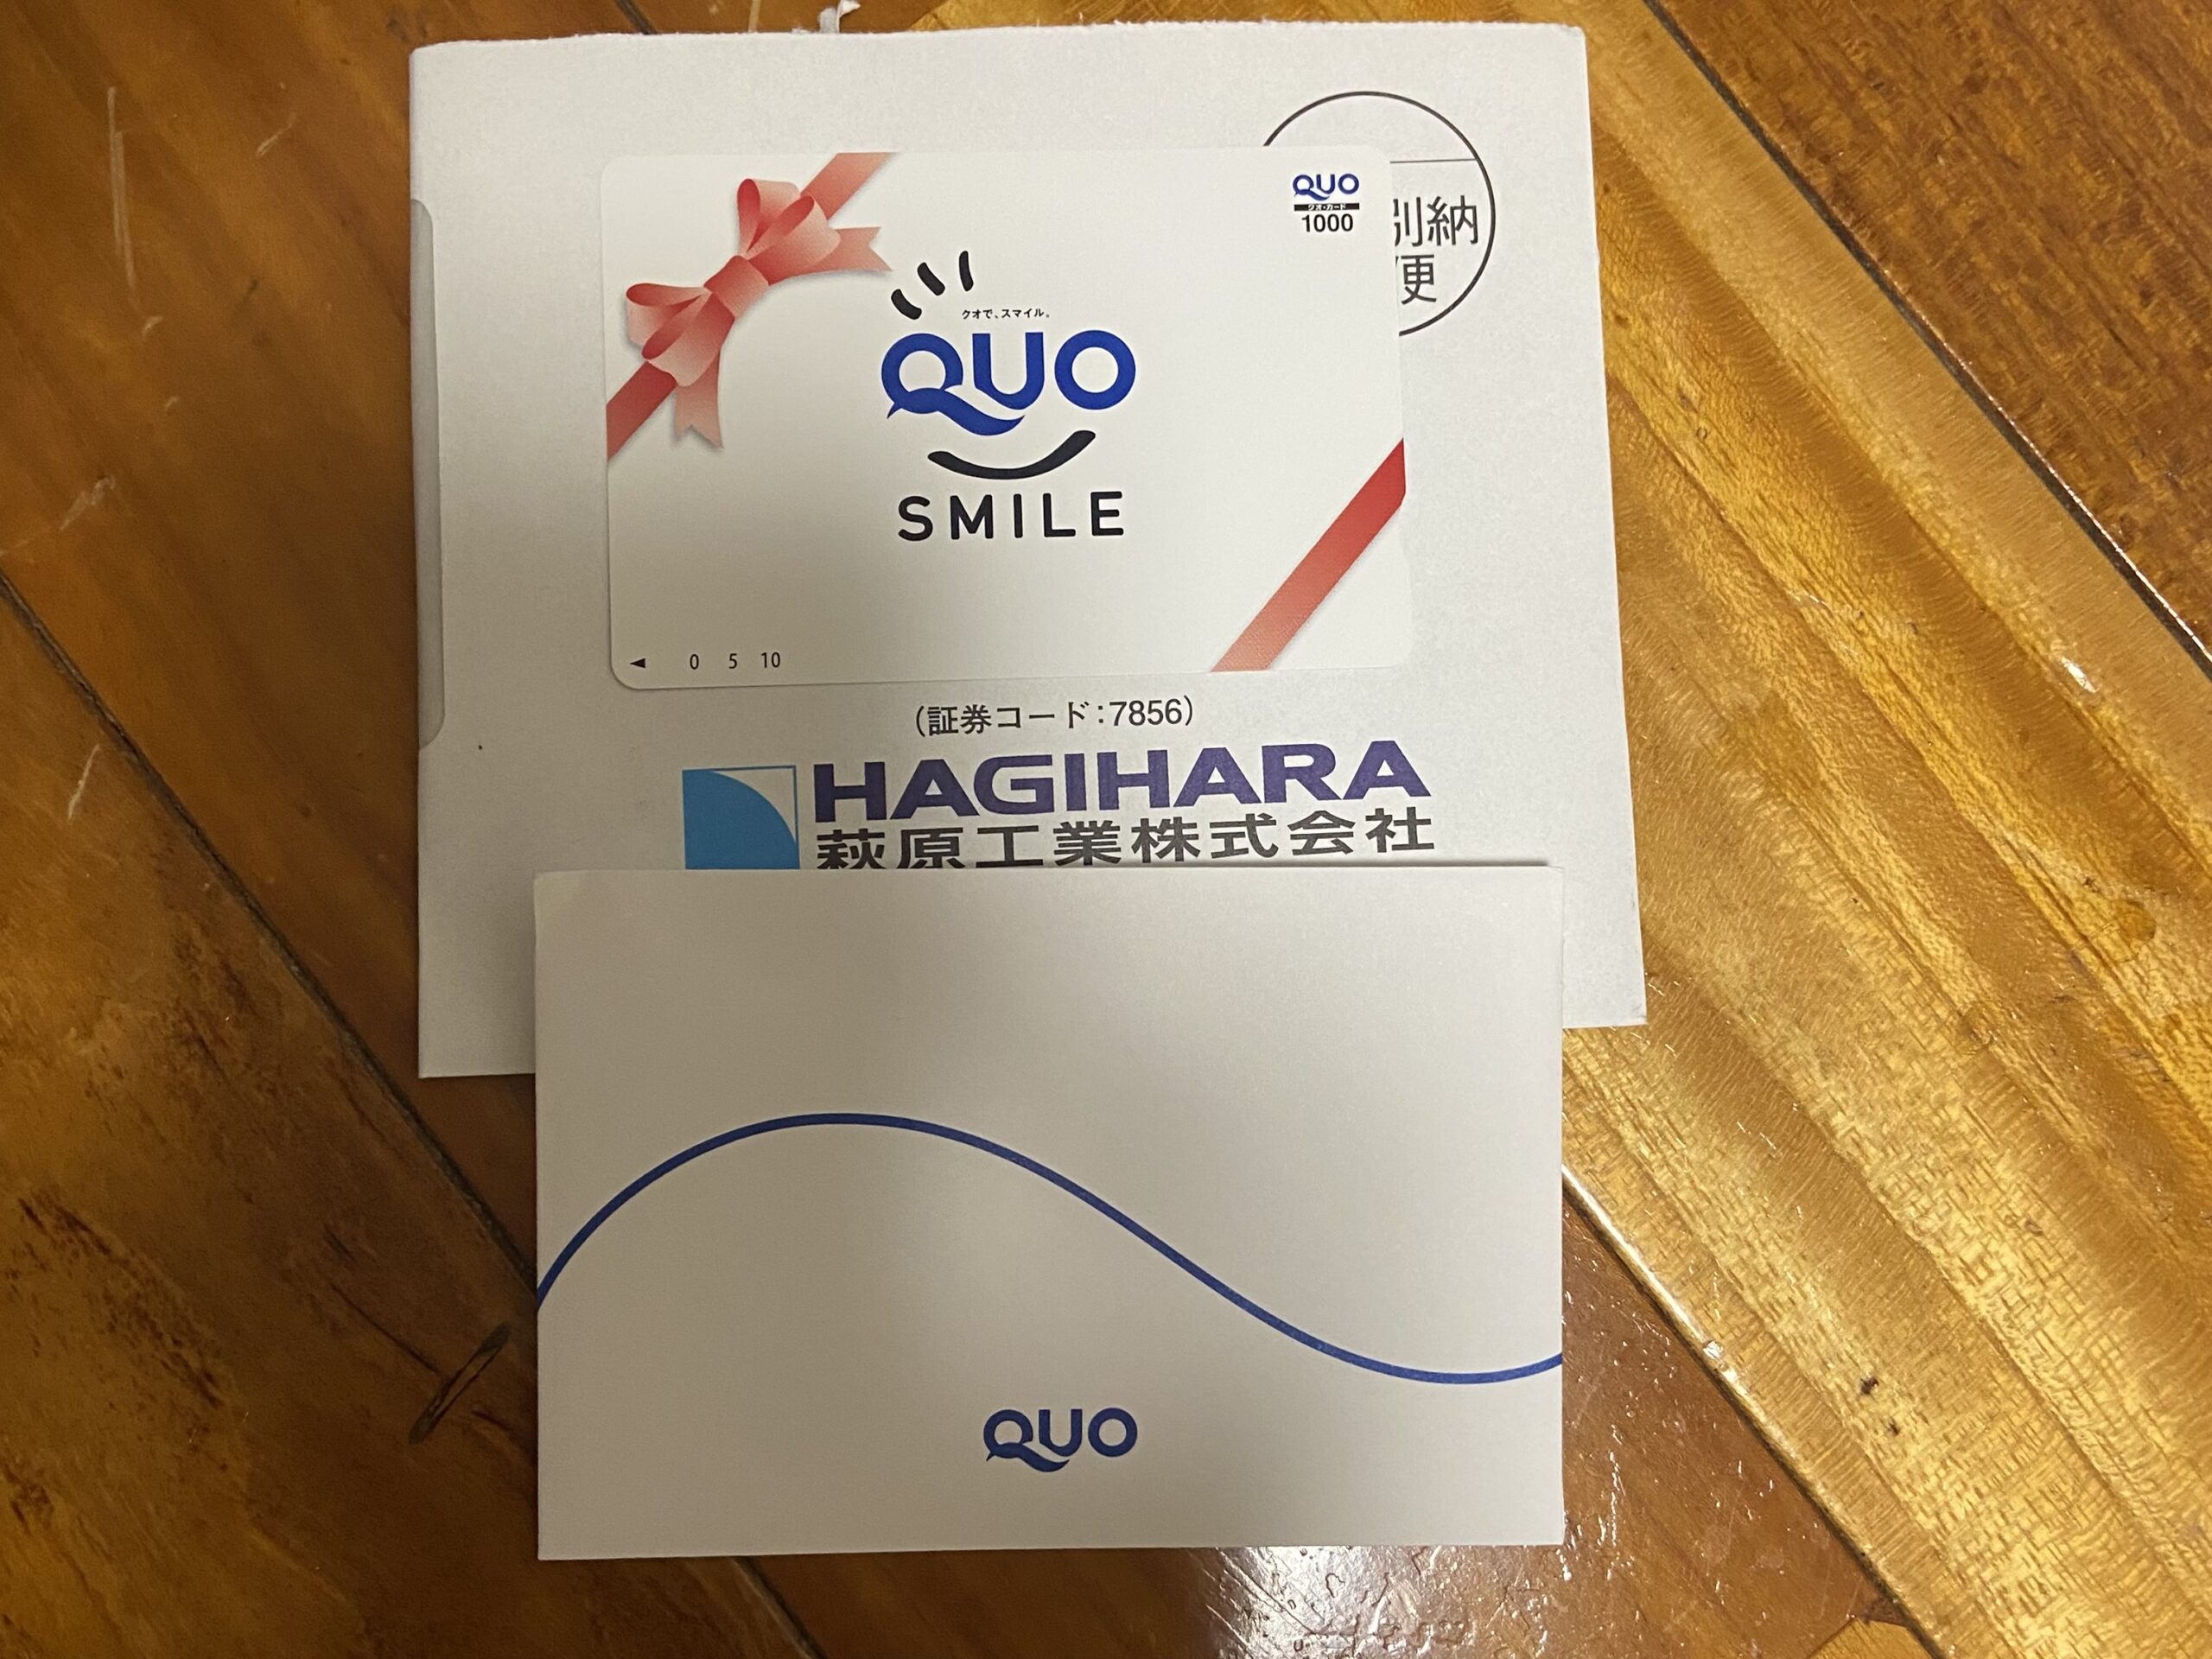 別納
便
QUO
クオ・カード
1000
クオで、スマイル。
QUO
SMILE
0 5 10
(証券コード:7856)
HAGIHARA
萩原工業株式会社
QUO